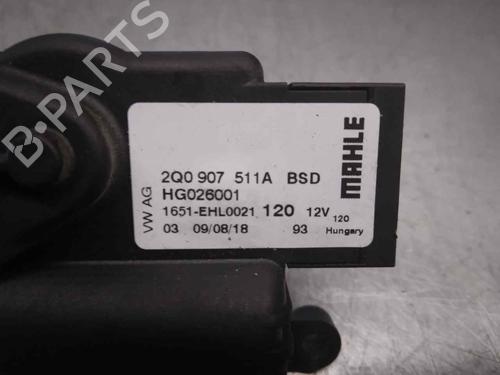 B-PARTS
MAHLE
VW AG
2Q0 907 511A BSD
HG026001
1651-EHL0021 120 12V 120
03 09/08/18 93 Hungary